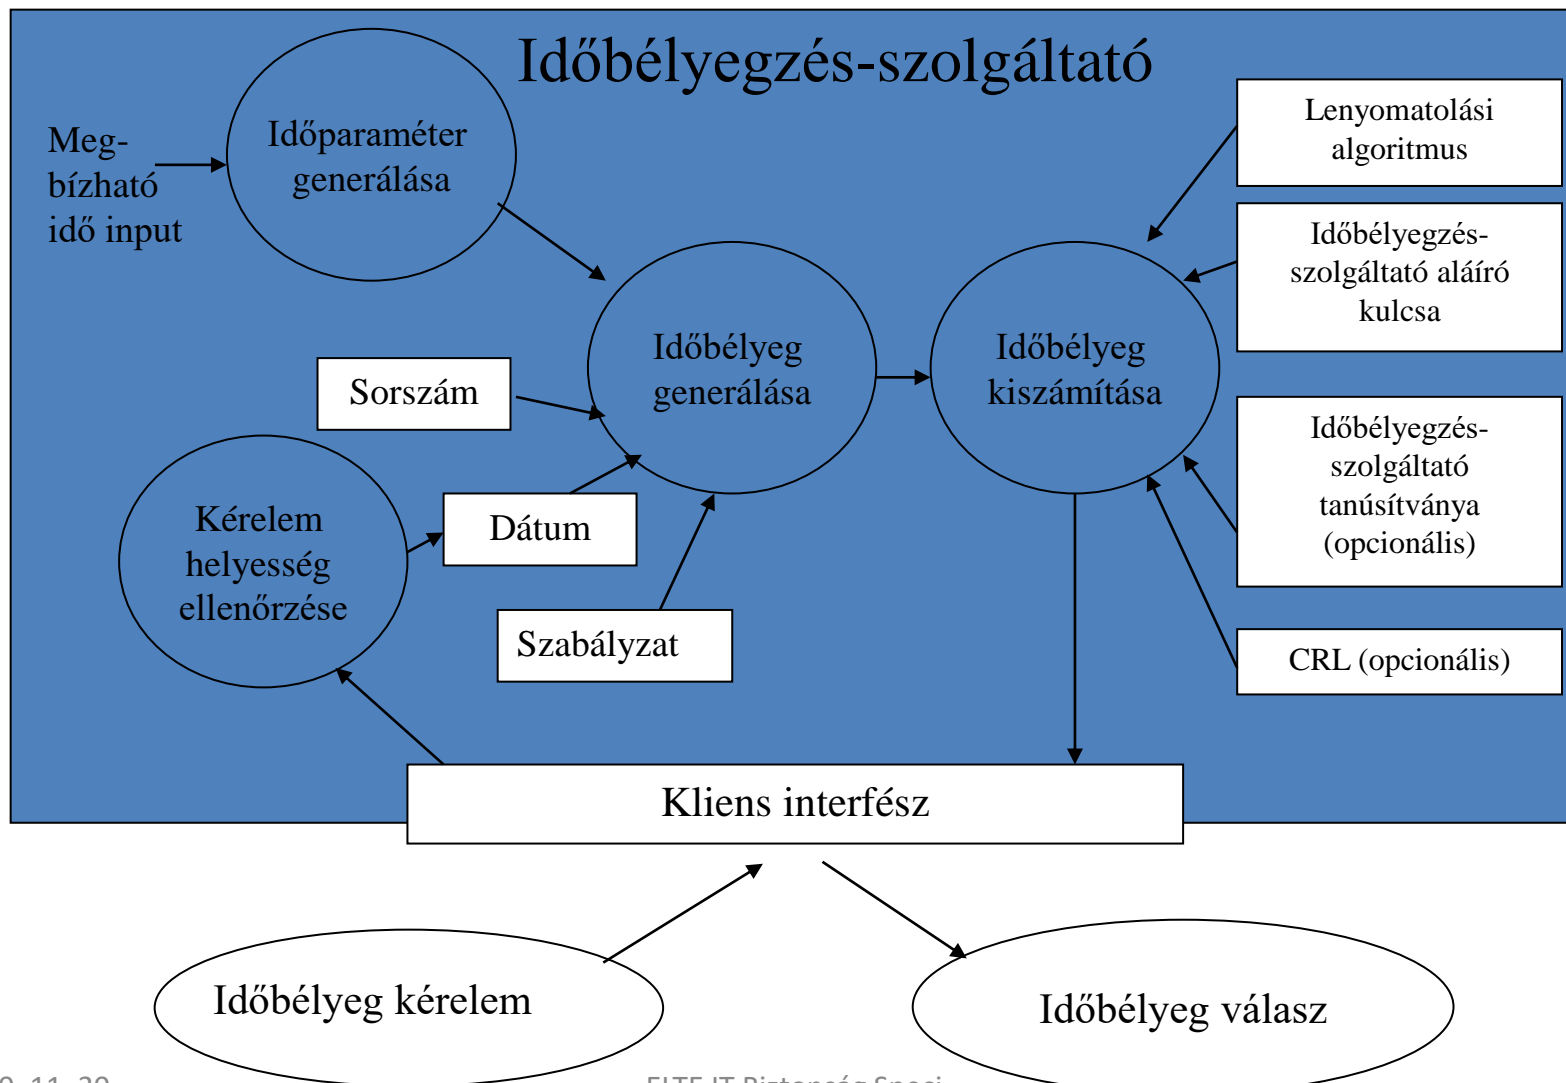 Időbélyegzés-szolgáltató
Meg-
bízható
idő input
Időparaméter
generálása
Lenyomatolási
algoritmus
Időbélyegzés-
szolgáltató aláíró
kulcsa
Időbélyeg
generálása
Időbélyeg
kiszámítása
Sorszám
Időbélyegzés-
szolgáltató
tanúsítványa
(opcionális)
Kérelem
helyesség
ellenőrzése
Dátum
Szabályzat
CRL (opcionális)
Kliens interfész
Időbélyeg kérelem
Időbélyeg válasz